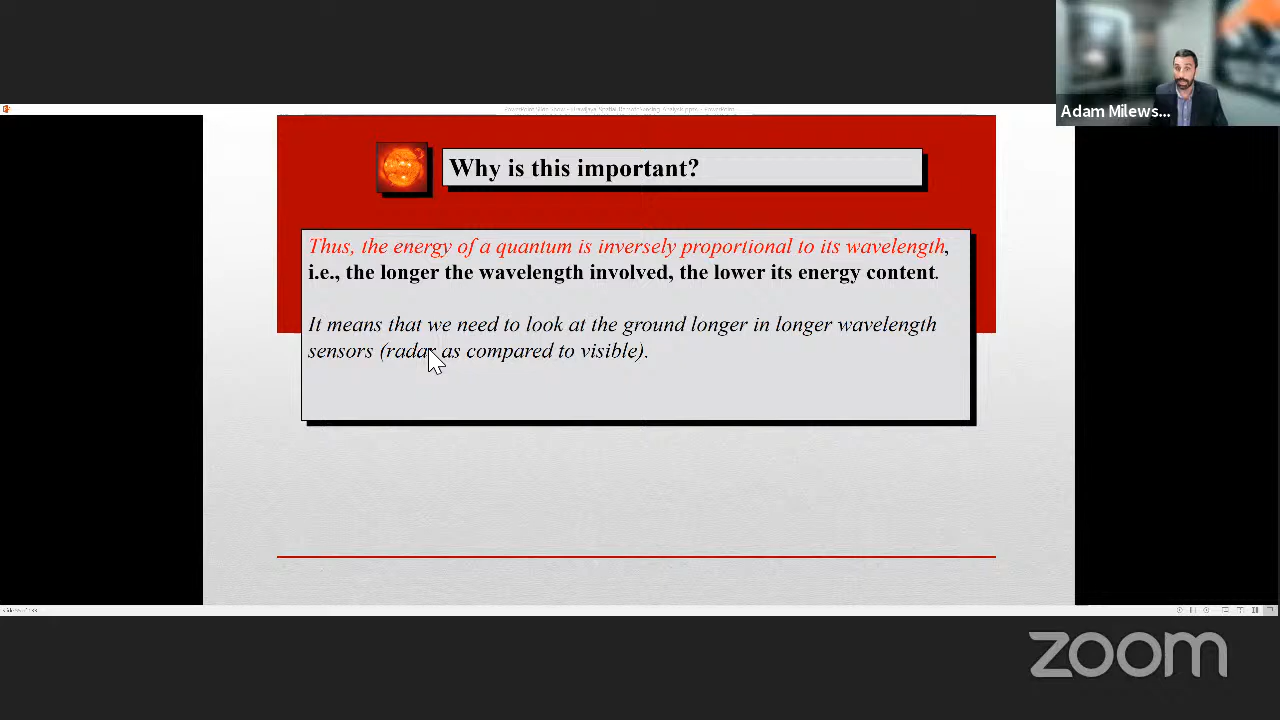 Adam Milews...
Why is this important?
Thus, the energy of a quantum is inversely proportional to its wavelength,
i.e., the longer the wavelength involved, the lower its energy content.
It means that we need to look at the ground longer in longer wavelength
sensors (radar as compared to visible).
zoom